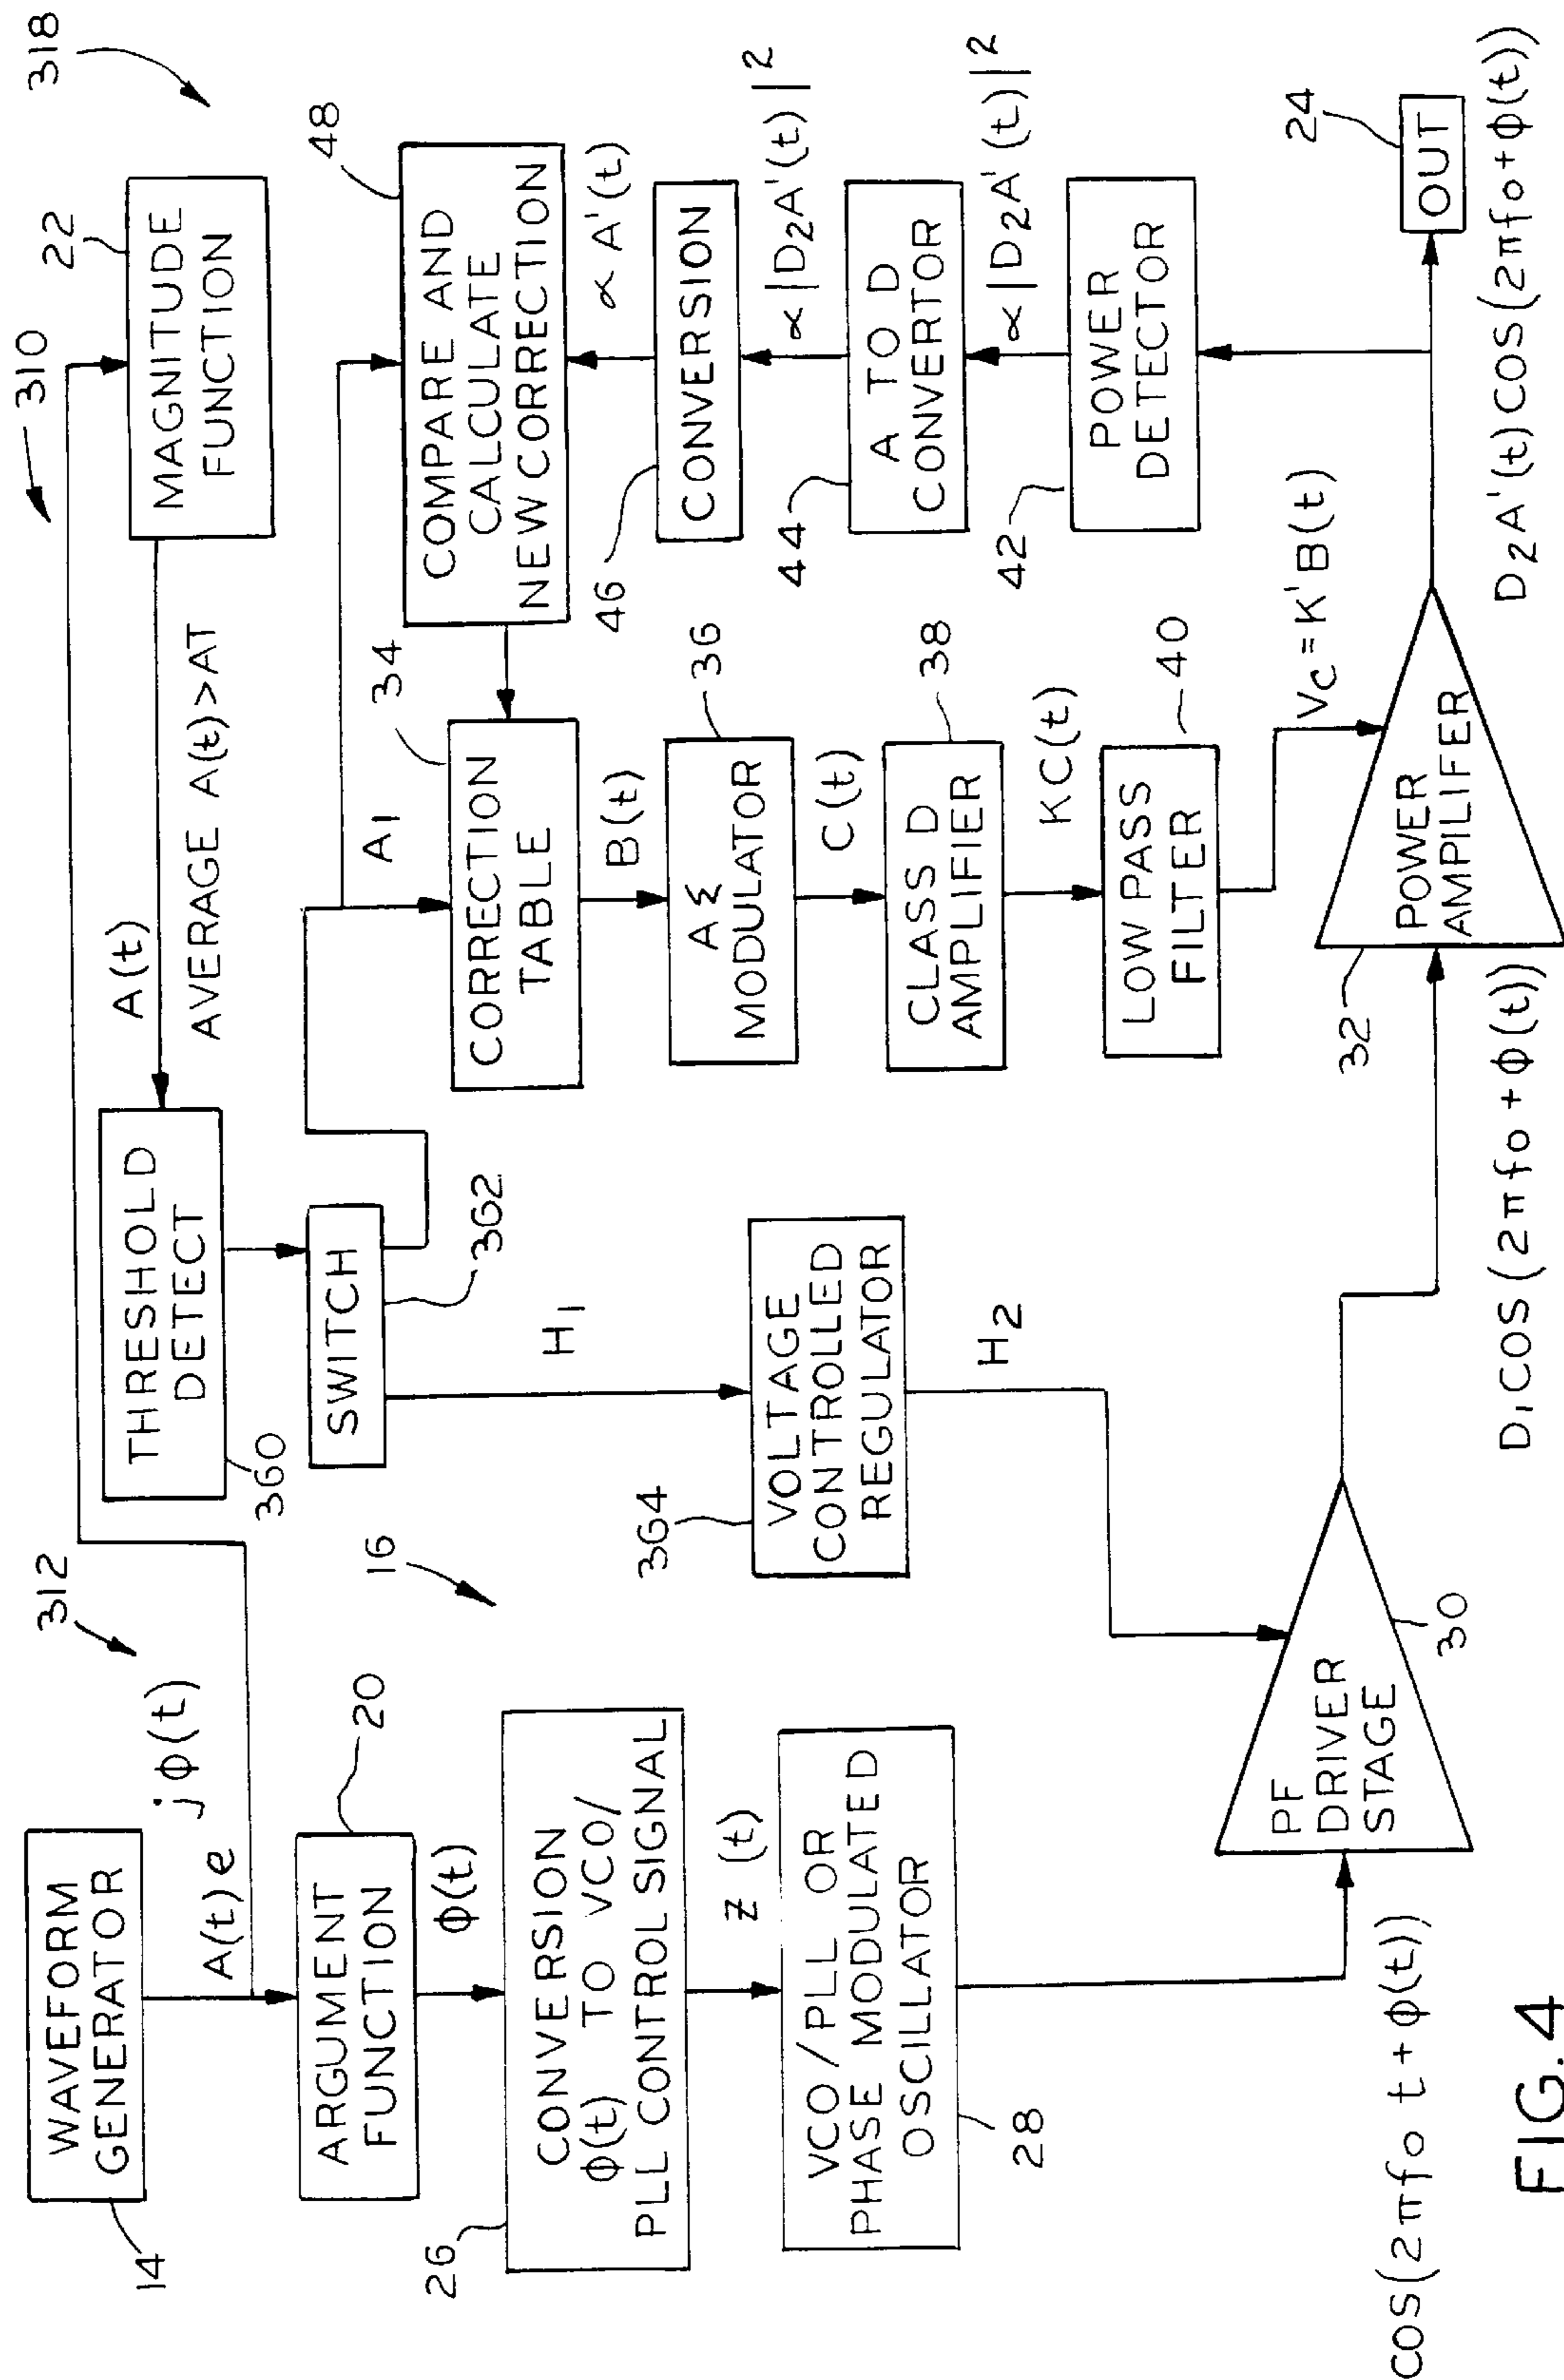 312
310
318
WAVEFORM
GENERATOR
14
A(t)e jϕ(t)
ARGUMENT
FUNCTION
20
ϕ(t)
CONVERSION
ϕ(t) TO VCO/
PLL CONTROL SIGNAL
26
Z (t)
VCO/PLL OR
PHASE MODULATED
OSCILLATOR
28
COS(2πfo t + ϕ(t))
16
THRESHOLD
DETECT
360
SWITCH
362
H1
VOLTAGE
CONTROLLED
REGULATOR
364
H2
PF
DRIVER
STAGE
30
D1COS(2πfo + ϕ(t))
A(t)
AVERAGE A(t)>AT
MAGNITUDE
FUNCTION
22
A1
CORRECTION
TABLE
34
B(t)
A Σ
MODULATOR
36
C(t)
CLASS D
AMPLIFIER
38
KC(t)
LOW PASS
FILTER
40
Vc = K'B(t)
POWER
AMPILIFER
32
COMPARE AND
CALCULATE
NEW CORRECTION
48
∝ A'(t)
CONVERSION
46
∝|D2A'(t)|2
A TO D
CONVERTOR
44
∝|D2A'(t)|2
POWER
DETECTOR
42
OUT
24
D2A'(t)COS(2πfo+ϕ(t))
FIG. 4